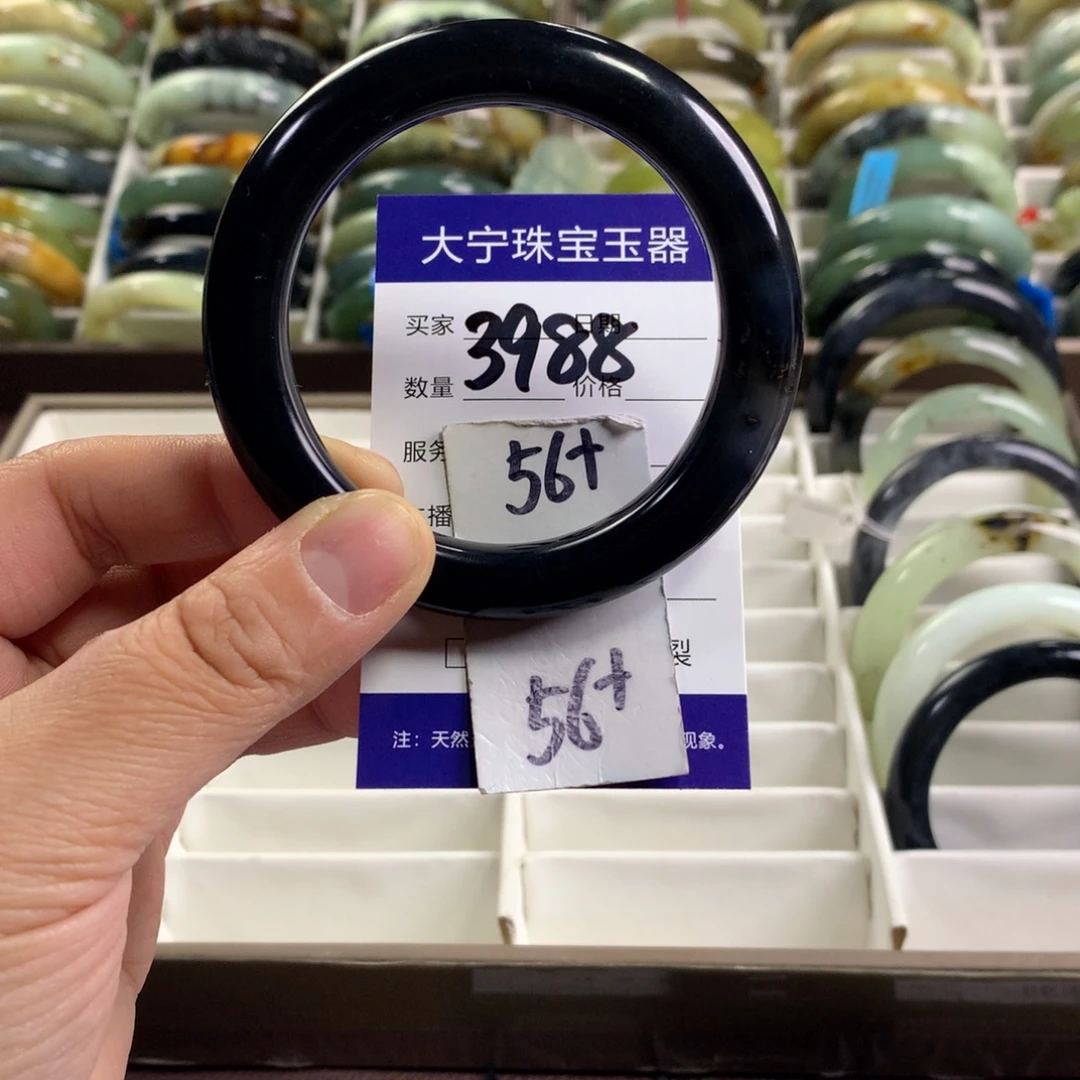 大宁珠宝玉器
买家 3988 日期
数量 价格
服务
56+
播
裂
56+
注：天然 现象。